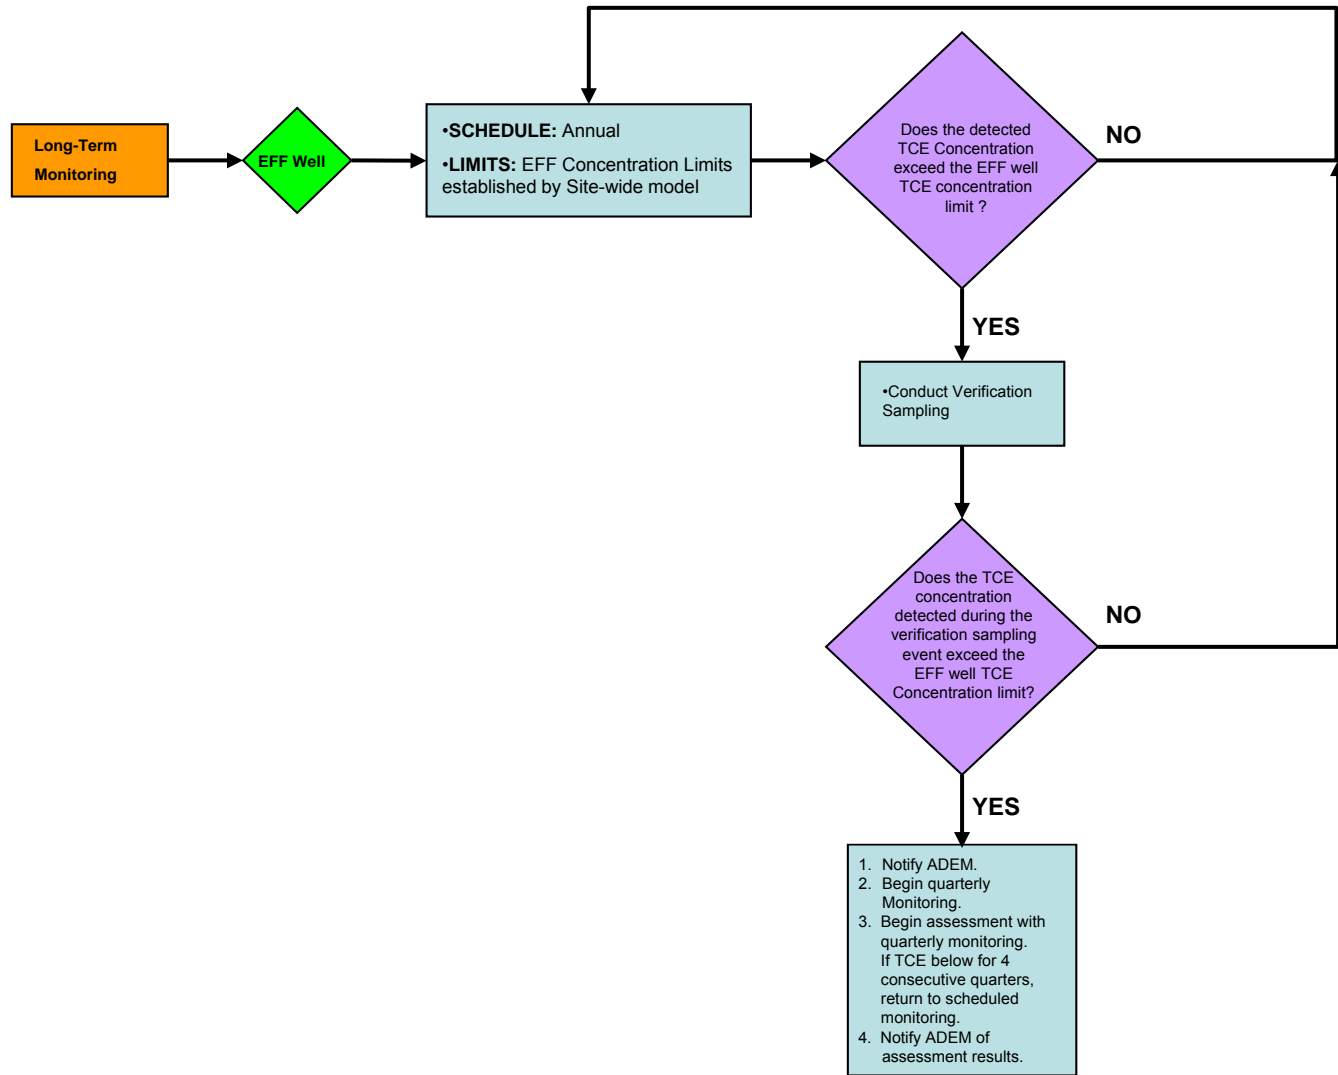 Long-Term
Monitoring
EFF Well
•SCHEDULE: Annual
•LIMITS: EFF Concentration Limits
established by Site-wide model
Does the detected
TCE Concentration
exceed the EFF well
TCE concentration
limit ?
NO
YES
•Conduct Verification
Sampling
Does the TCE
concentration
detected during the
verification sampling
event exceed the
EFF well TCE
Concentration limit?
NO
YES
1. Notify ADEM.
2. Begin quarterly
Monitoring.
3. Begin assessment with
quarterly monitoring.
If TCE below for 4
consecutive quarters,
return to scheduled
monitoring.
4. Notify ADEM of
assessment results.